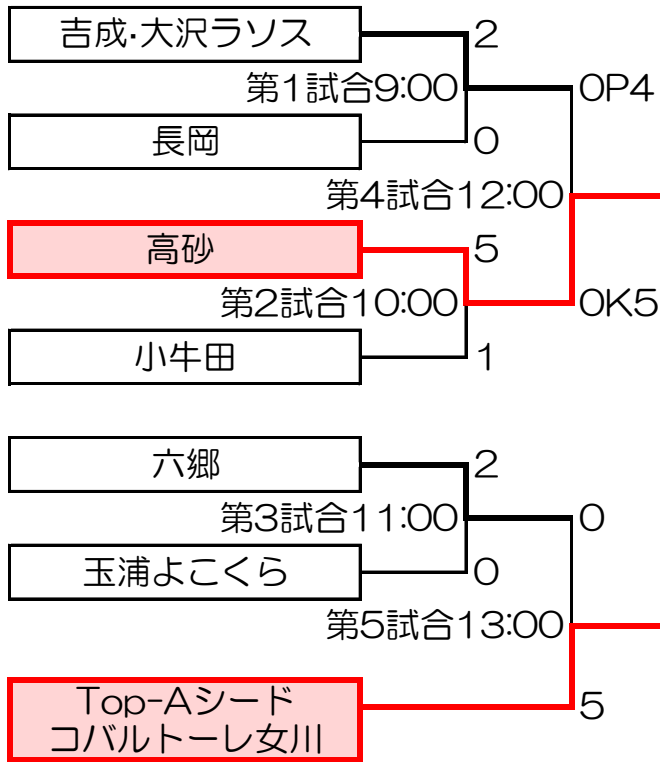 吉成・大沢ラソス
2
第1試合9:00
0P4
長岡
0
第4試合12:00
高砂
5
第2試合10:00
0K5
小牛田
1
六郷
2
第3試合11:00
0
玉浦よこくら
0
第5試合13:00
Top-Aシード
コバルトーレ女川
5